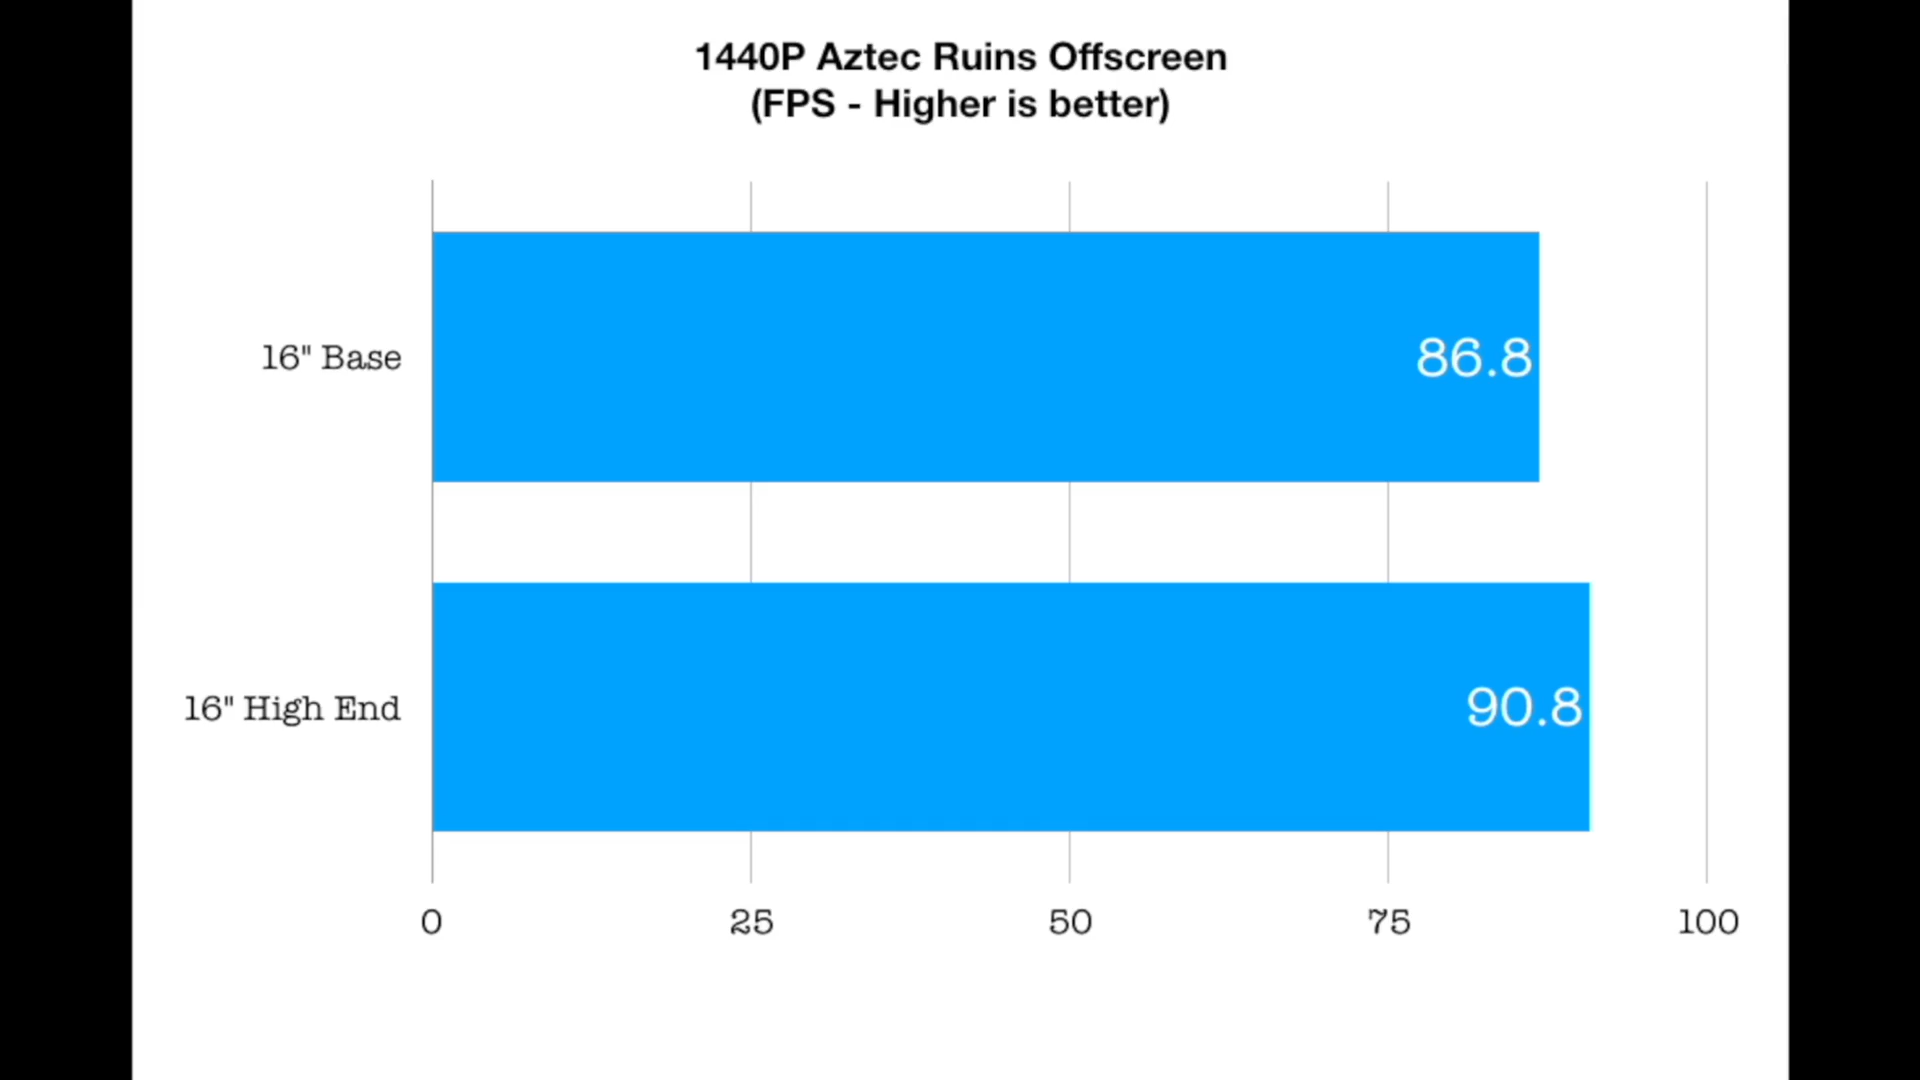 1440P Aztec Ruins Offscreen
(FPS - Higher is better)
16" Base
86.8
16" High End
90.8
0 25 50 75 100